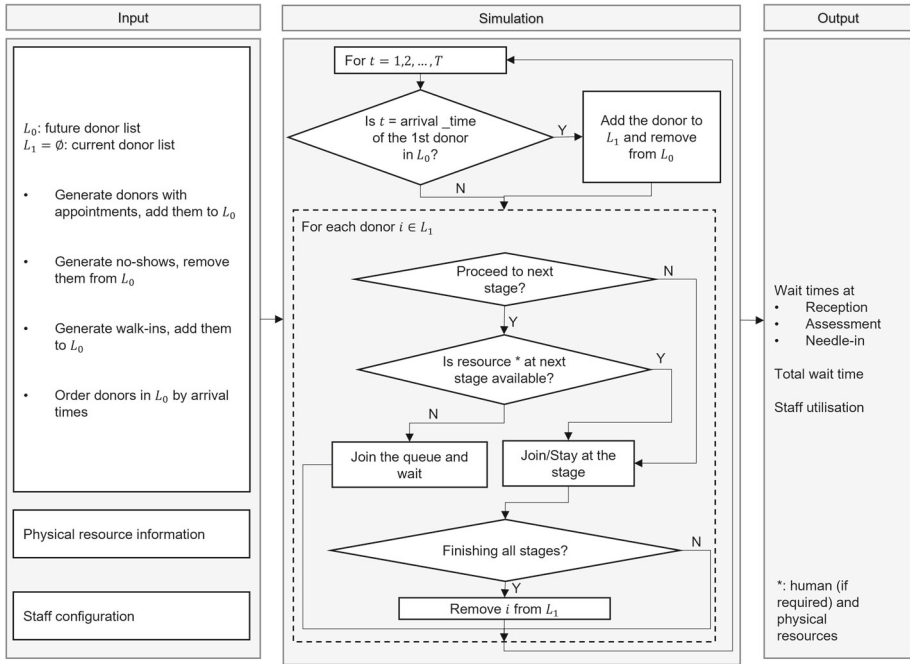 Input
Simulation
Output
L₀: future donor list
L₁ = ∅: current donor list
• Generate donors with
appointments, add them to L₀
• Generate no-shows, remove
them from L₀
• Generate walk-ins, add them
to L₀
• Order donors in L₀ by arrival
times
Physical resource information
Staff configuration
For t = 1,2, ... , T
Is t = arrival _time
of the 1st donor
in L₀?
Y
N
Add the donor to
L₁ and remove
from L₀
For each donor i ∈ L₁
Proceed to next
stage?
N
Y
Is resource * at next
stage available?
Y
N
Join the queue and
wait
Join/Stay at the
stage
Finishing all stages?
N
Y
Remove i from L₁
Wait times at
• Reception
• Assessment
• Needle-in
Total wait time
Staff utilisation
*: human (if
required) and
physical
resources